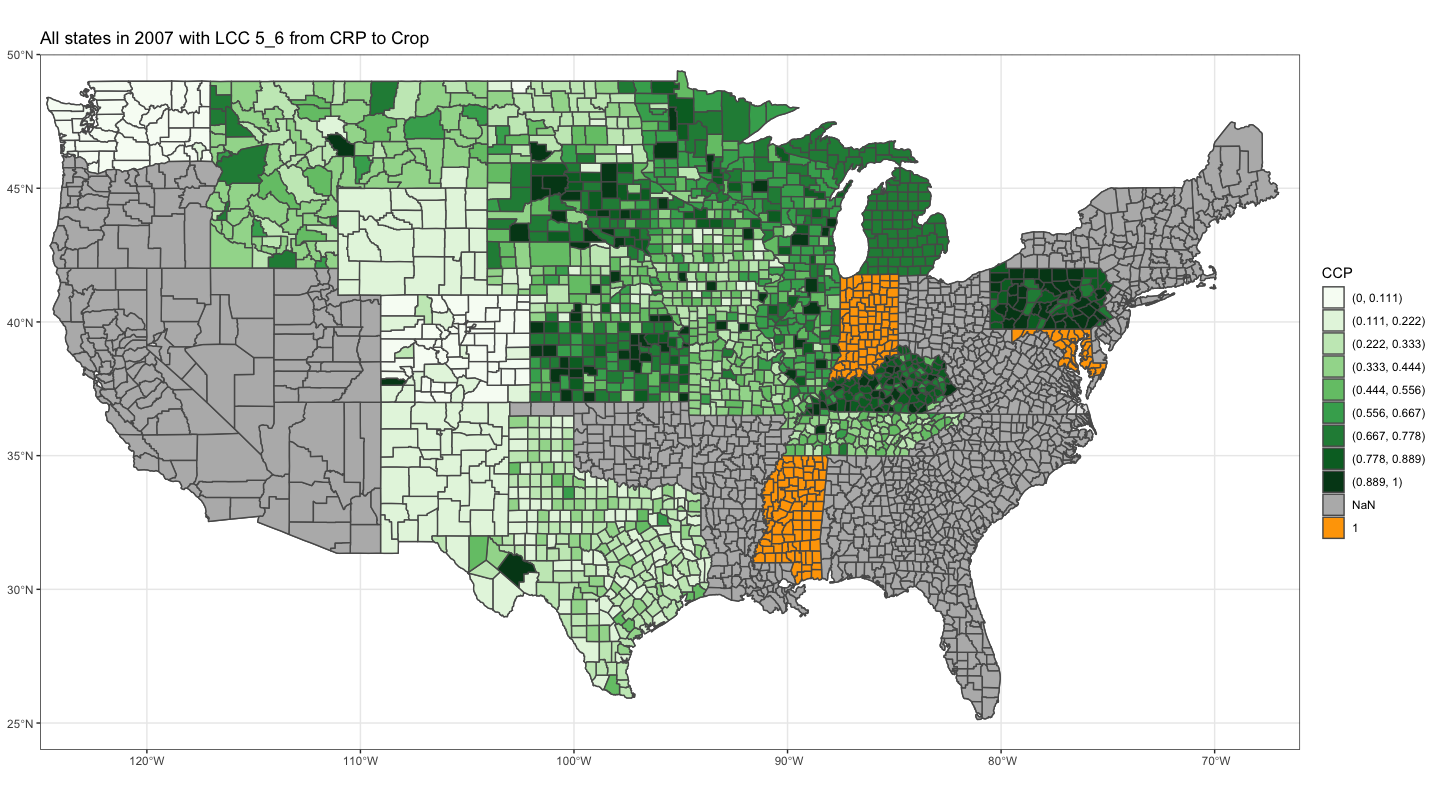 All states in 2007 with LCC 5_6 from CRP to Crop
50°N
45°N
40°N
35°N
30°N
25°N
120°W
110°W
100°W
90°W
80°W
70°W
CCP
(0, 0.111)
(0.111, 0.222)
(0.222, 0.333)
(0.333, 0.444)
(0.444, 0.556)
(0.556, 0.667)
(0.667, 0.778)
(0.778, 0.889)
(0.889, 1)
NaN
1